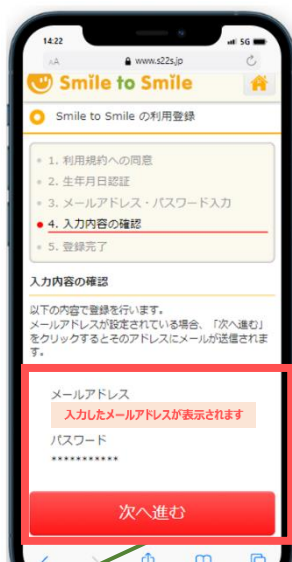 14:22
5G
AA
www.s22s.jp
Smile to Smile
Smile to Smile の利用登録
1. 利用規約への同意
2. 生年月日認証
3. メールアドレス・パスワード入力
4. 入力内容の確認
5. 登録完了
入力内容の確認
以下の内容で登録を行います。
メールアドレスが設定されている場合、「次へ進む」
をクリックするとそのアドレスにメールが送信されま
す。
メールアドレス
入力したメールアドレスが表示されます
パスワード
***********
次へ進む